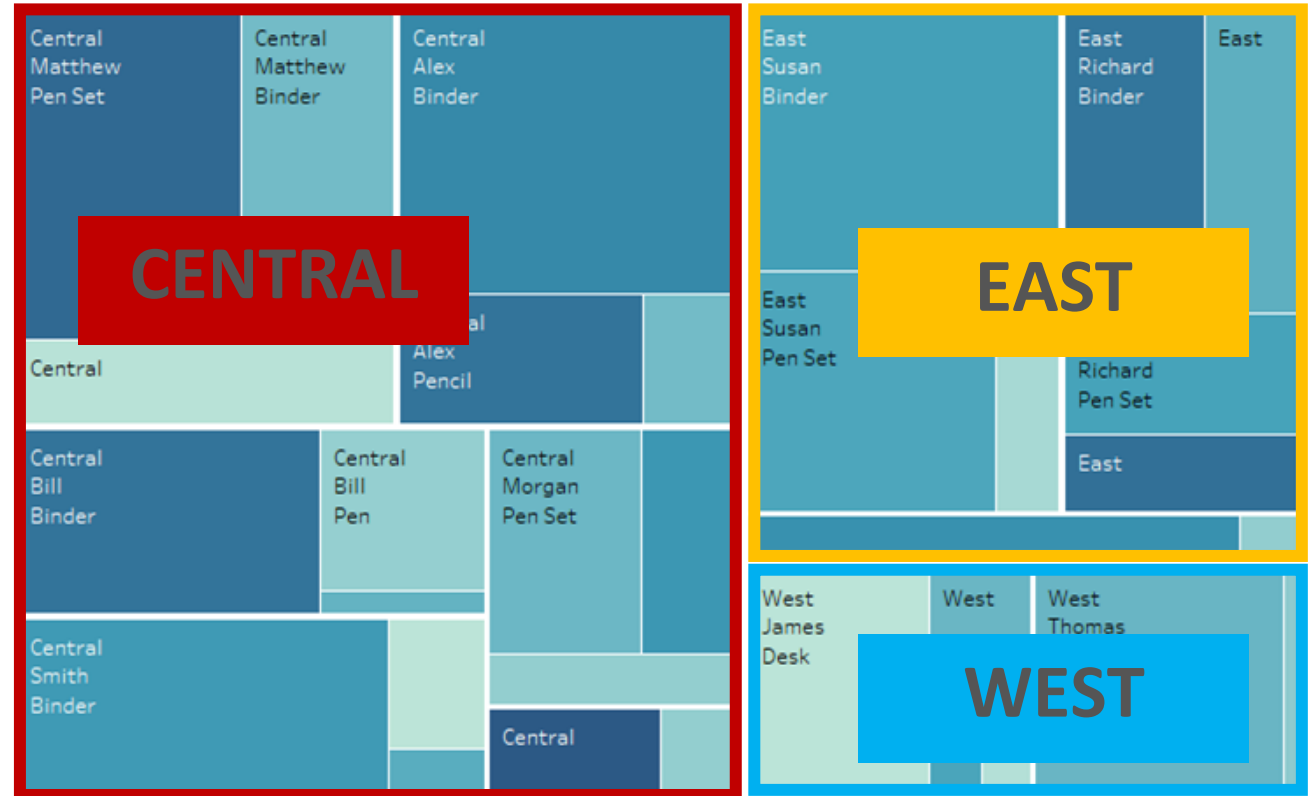 Central
Matthew
Pen Set
Central
Matthew
Binder
Central
Alex
Binder
CENTRAL
Central
al
Alex
Pencil
Central
Bill
Binder
Central
Bill
Pen
Central
Morgan
Pen Set
Central
Smith
Binder
Central
East
Susan
Binder
East
Richard
Binder
East
EAST
East
Susan
Pen Set
Richard
Pen Set
East
West
James
Desk
West
West
Thomas
WEST